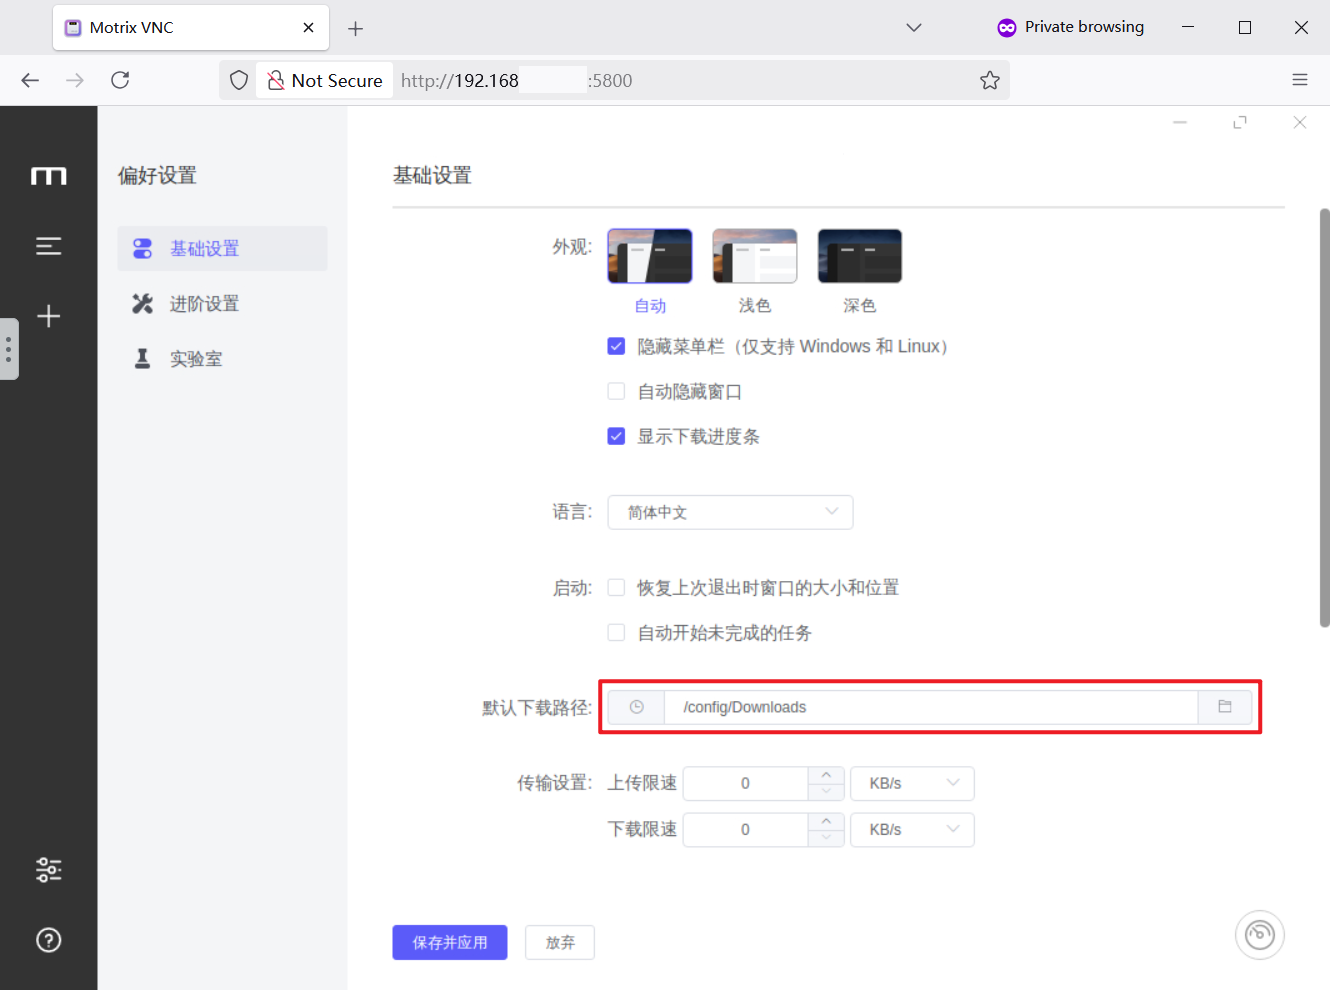 Motrix VNC
Private browsing
Not Secure
http://192.168 :5800
偏好设置
基础设置
进阶设置
实验室
基础设置
外观:
自动
浅色
深色
隐藏菜单栏（仅支持 Windows 和 Linux）
自动隐藏窗口
显示下载进度条
语言: 简体中文
启动: 恢复上次退出时窗口的大小和位置
自动开始未完成的任务
默认下载路径: /config/Downloads
传输设置: 上传限速 0 KB/s
下载限速 0 KB/s
保存并应用 放弃